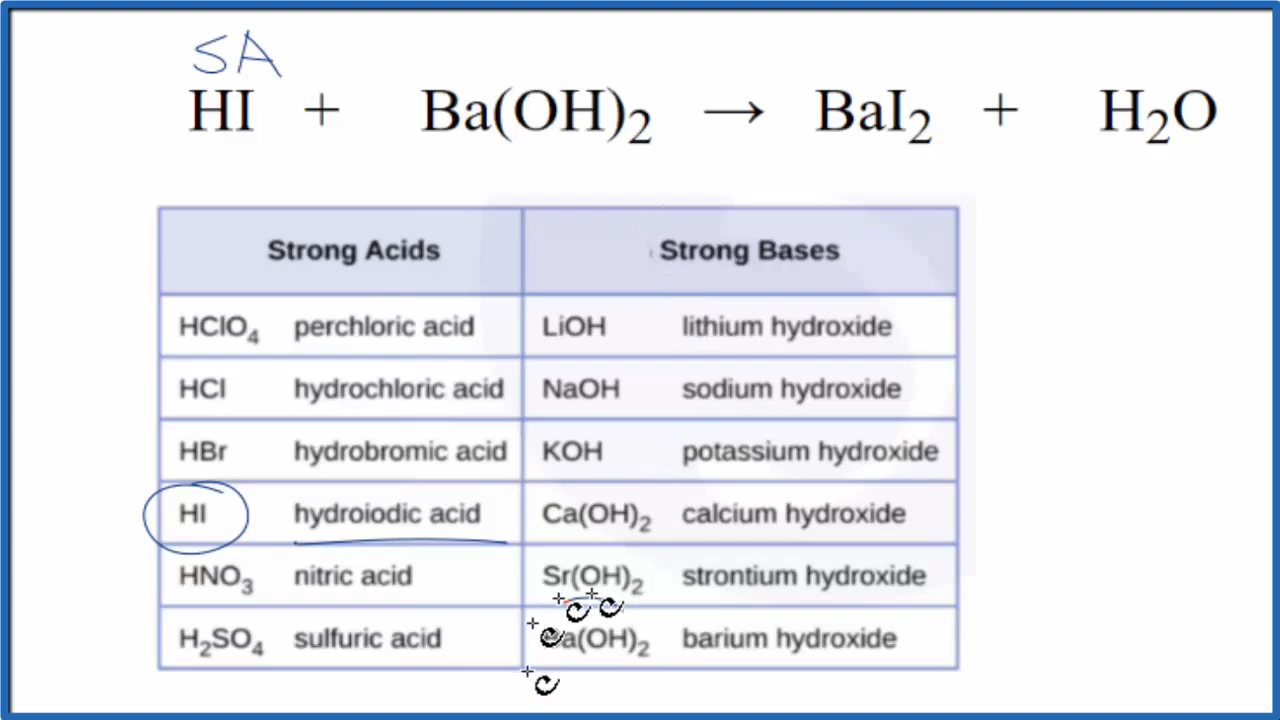 SA
HI + Ba(OH)₂ → BaI₂ + H₂O
Strong Acids Strong Bases
HClO₄ perchloric acid LiOH lithium hydroxide
HCl hydrochloric acid NaOH sodium hydroxide
HBr hydrobromic acid KOH potassium hydroxide
HI hydroiodic acid Ca(OH)₂ calcium hydroxide
HNO₃ nitric acid Sr(OH)₂ strontium hydroxide
H₂SO₄ sulfuric acid Ba(OH)₂ barium hydroxide